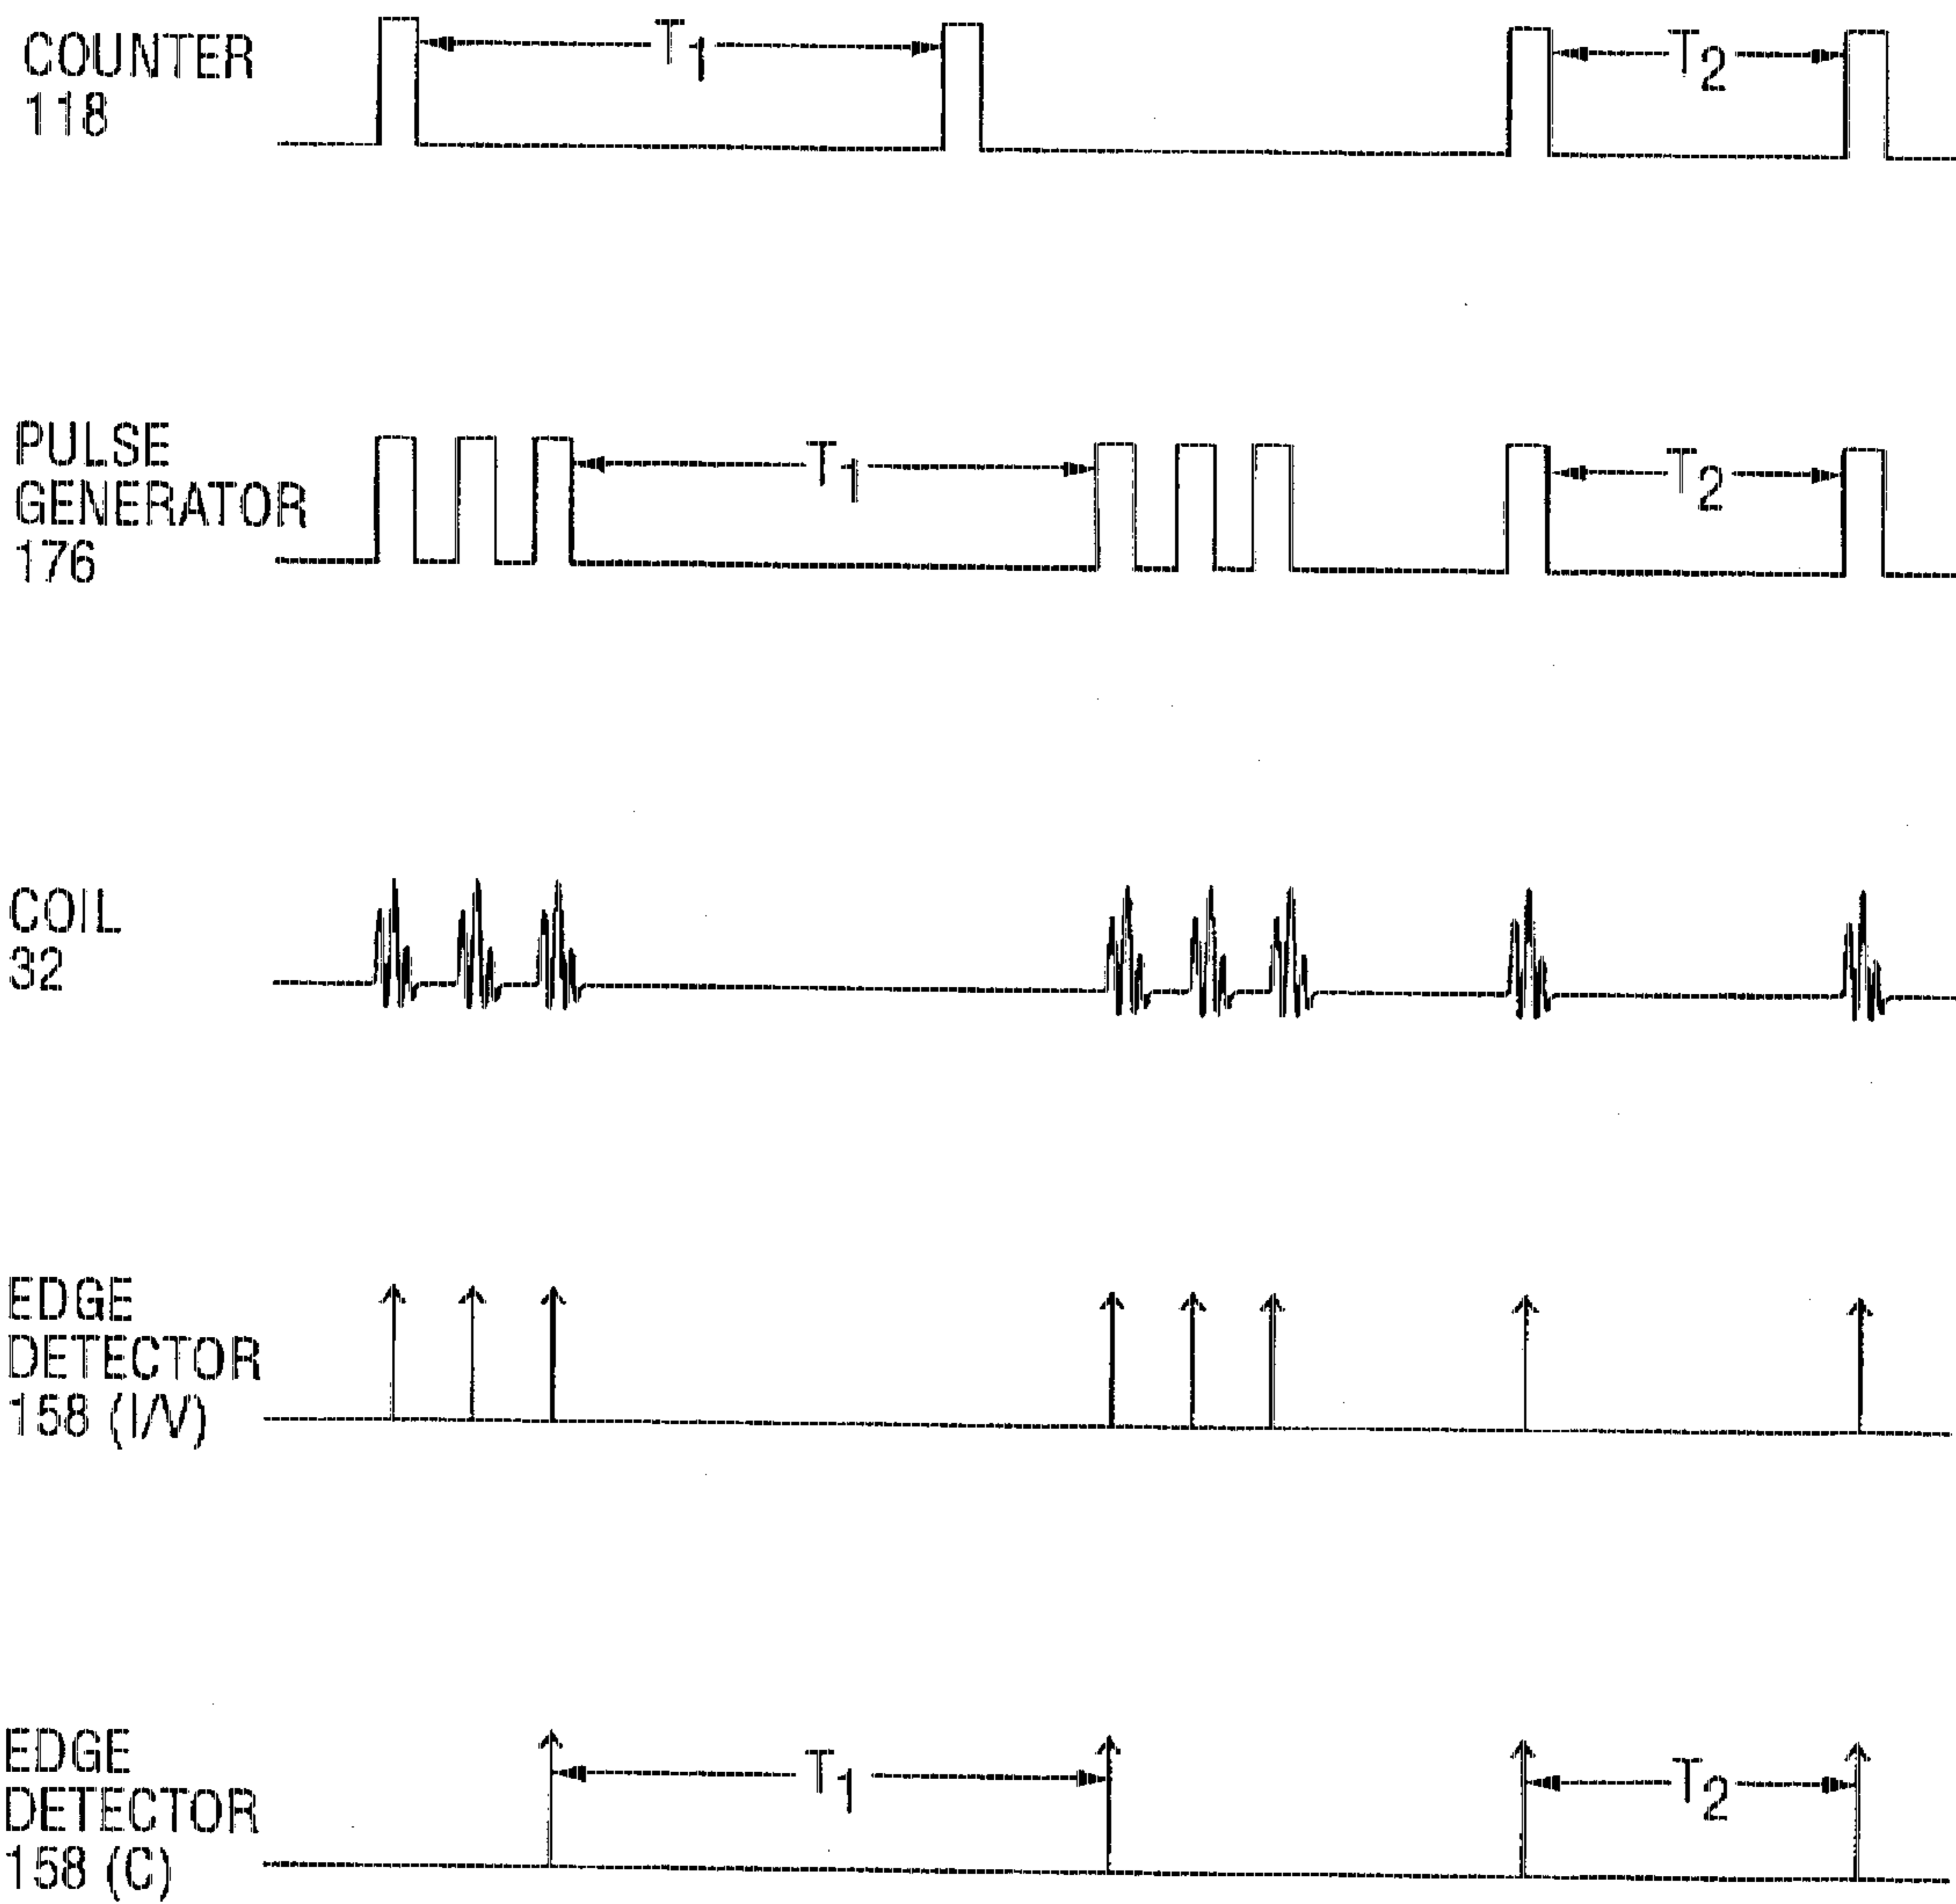 COUNTER
118
T1
T2
PULSE
GENERATOR
176
T1
T2
COIL
32
EDGE
DETECTOR
158 (I/V)
EDGE
DETECTOR
158 (C)
T1
T2